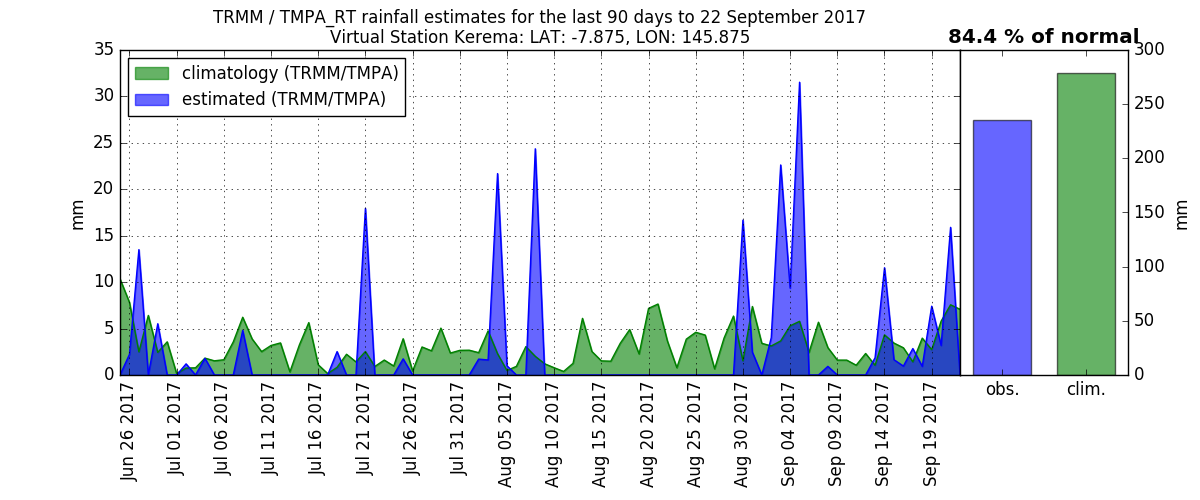 TRMM / TMPA_RT rainfall estimates for the last 90 days to 22 September 2017
Virtual Station Kerema: LAT: -7.875, LON: 145.875
84.4 % of normal
climatology (TRMM/TMPA)
estimated (TRMM/TMPA)
35
30
25
20
15
10
5
0
mm
Jun 26 2017
Jul 01 2017
Jul 06 2017
Jul 11 2017
Jul 16 2017
Jul 21 2017
Jul 26 2017
Jul 31 2017
Aug 05 2017
Aug 10 2017
Aug 15 2017
Aug 20 2017
Aug 25 2017
Aug 30 2017
Sep 04 2017
Sep 09 2017
Sep 14 2017
Sep 19 2017
obs.
clim.
300
250
200
150
100
50
0
mm